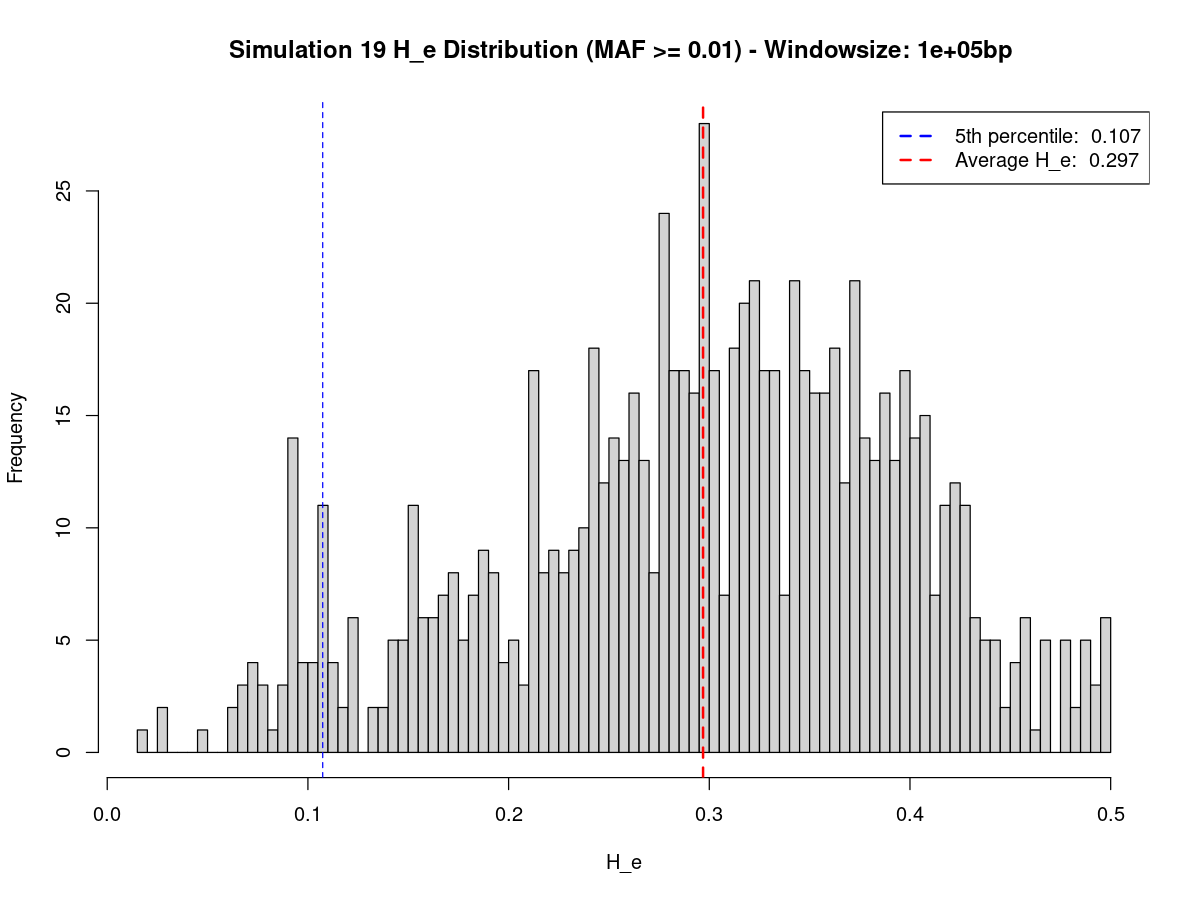 Simulation 19 H_e Distribution (MAF >= 0.01) - Windowsize: 1e+05bp
5th percentile: 0.107
Average H_e: 0.297
Frequency
25
20
15
10
5
0
0.0 0.1 0.2 0.3 0.4 0.5
H_e